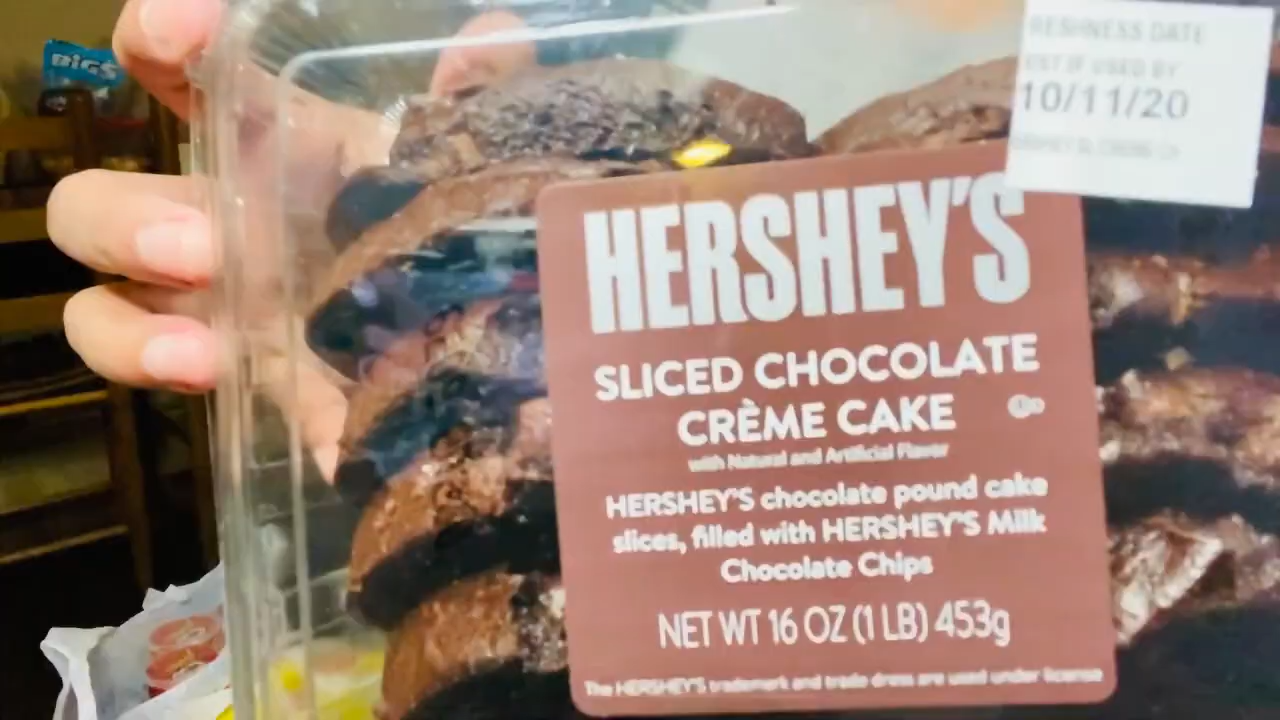 BIGS
RESHNESS DATE
EST IF USED BY
10/11/20
HERSHEY'S
SLICED CHOCOLATE
CRÈME CAKE
with Natural and Artificial Flavor
HERSHEY'S chocolate pound cake
slices, filled with HERSHEY'S Milk
Chocolate Chips
NET WT 16 OZ (1 LB) 453g
The HERSHEY'S trademark and trade dress are used under license